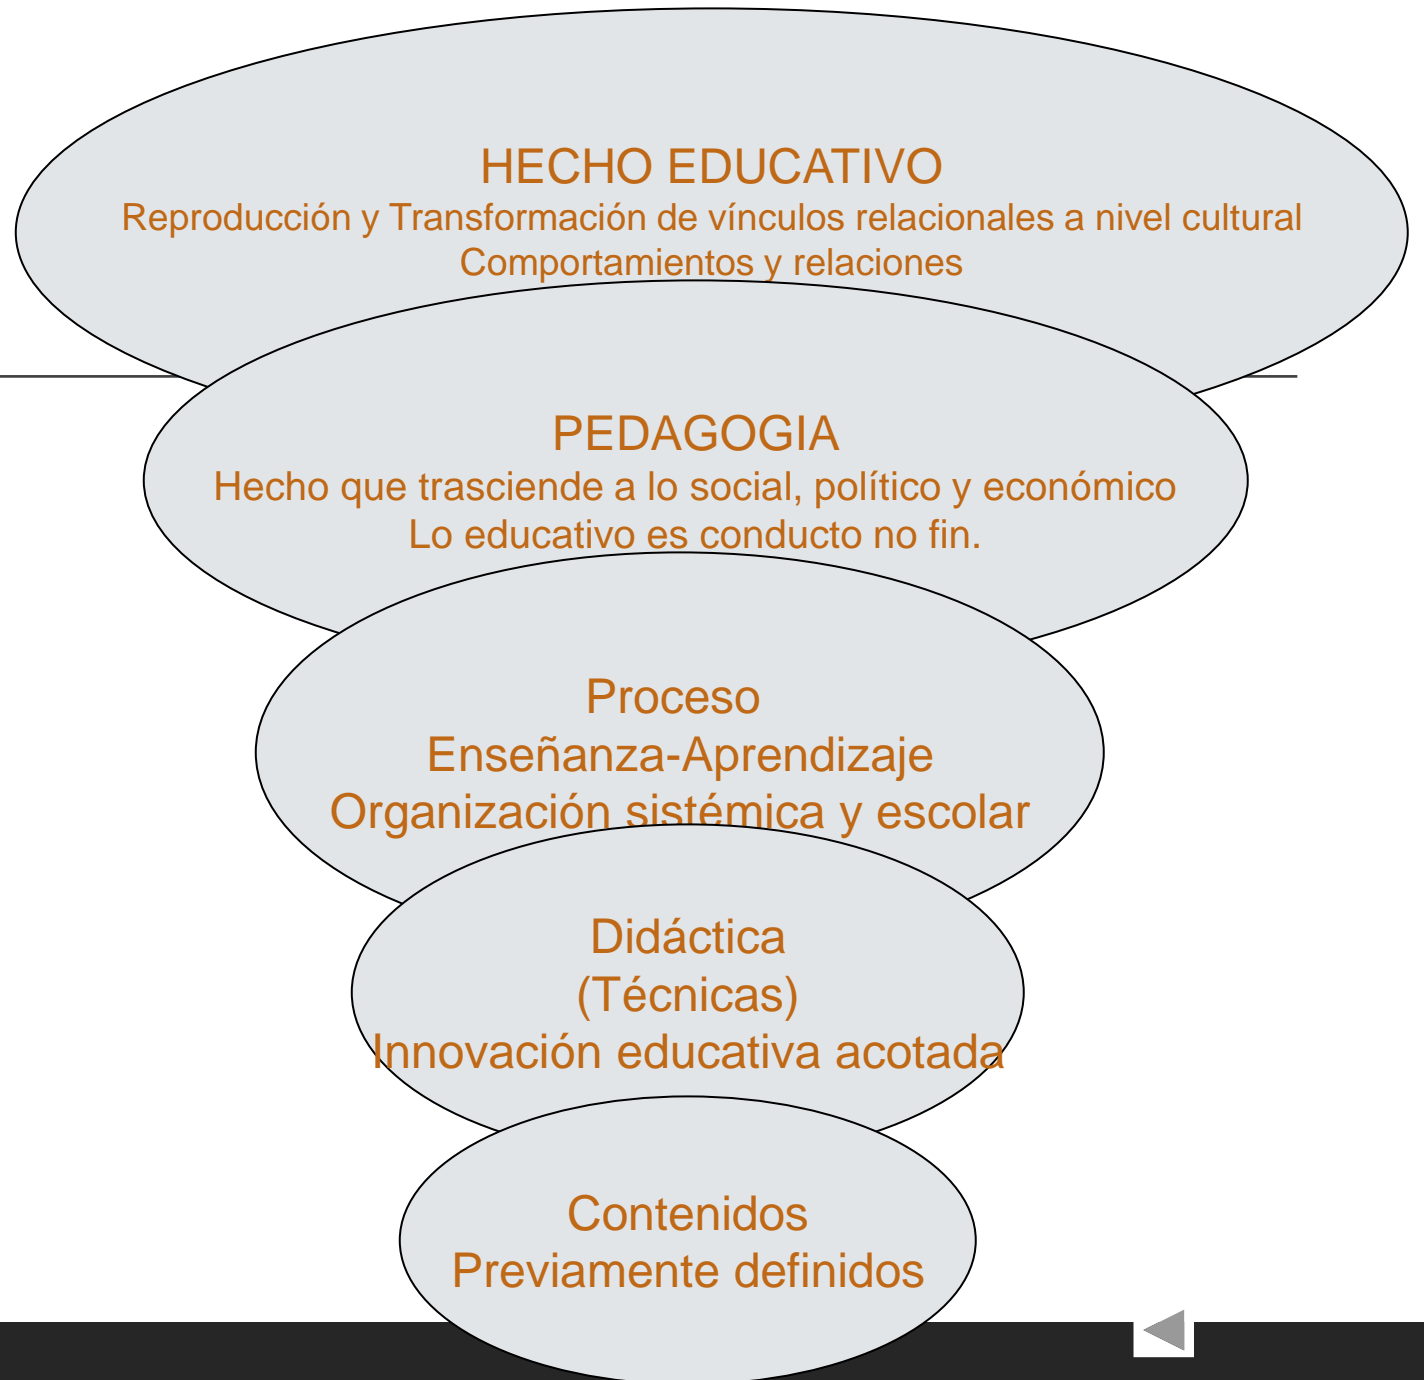 HECHO EDUCATIVO
Reproducción y Transformación de vínculos relacionales a nivel cultural
Comportamientos y relaciones
PEDAGOGIA
Hecho que trasciende a lo social, político y económico
Lo educativo es conducto no fin.
Proceso
Enseñanza-Aprendizaje
Organización sistémica y escolar
Didáctica
(Técnicas)
Innovación educativa acotada
Contenidos
Previamente definidos